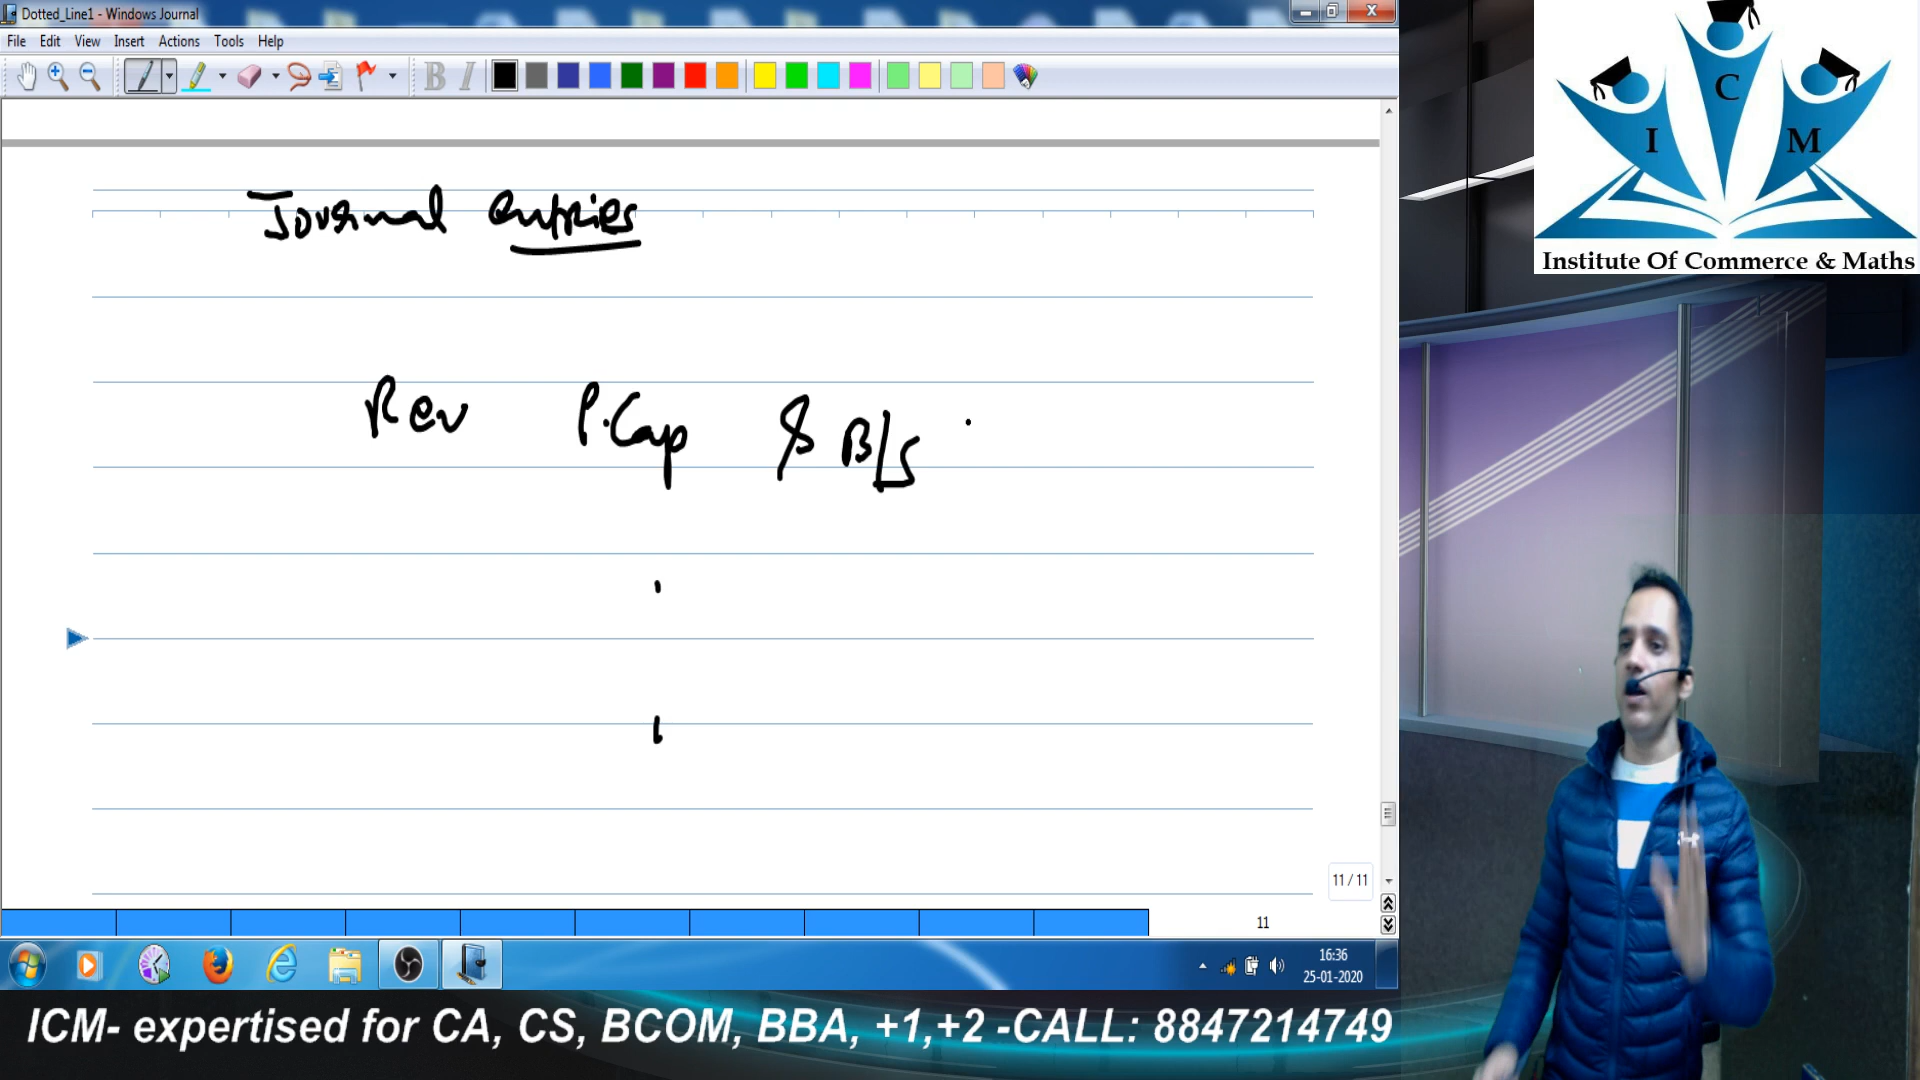 Dotted_Line1 - Windows Journal
File Edit View Insert Actions Tools Help
B I
Journal entries
Rev P.Cap & B/S
11 / 11
11
16:36
25-01-2020
I C M
Institute Of Commerce & Maths
ICM- expertised for CA, CS, BCOM, BBA, +1,+2 -CALL: 8847214749